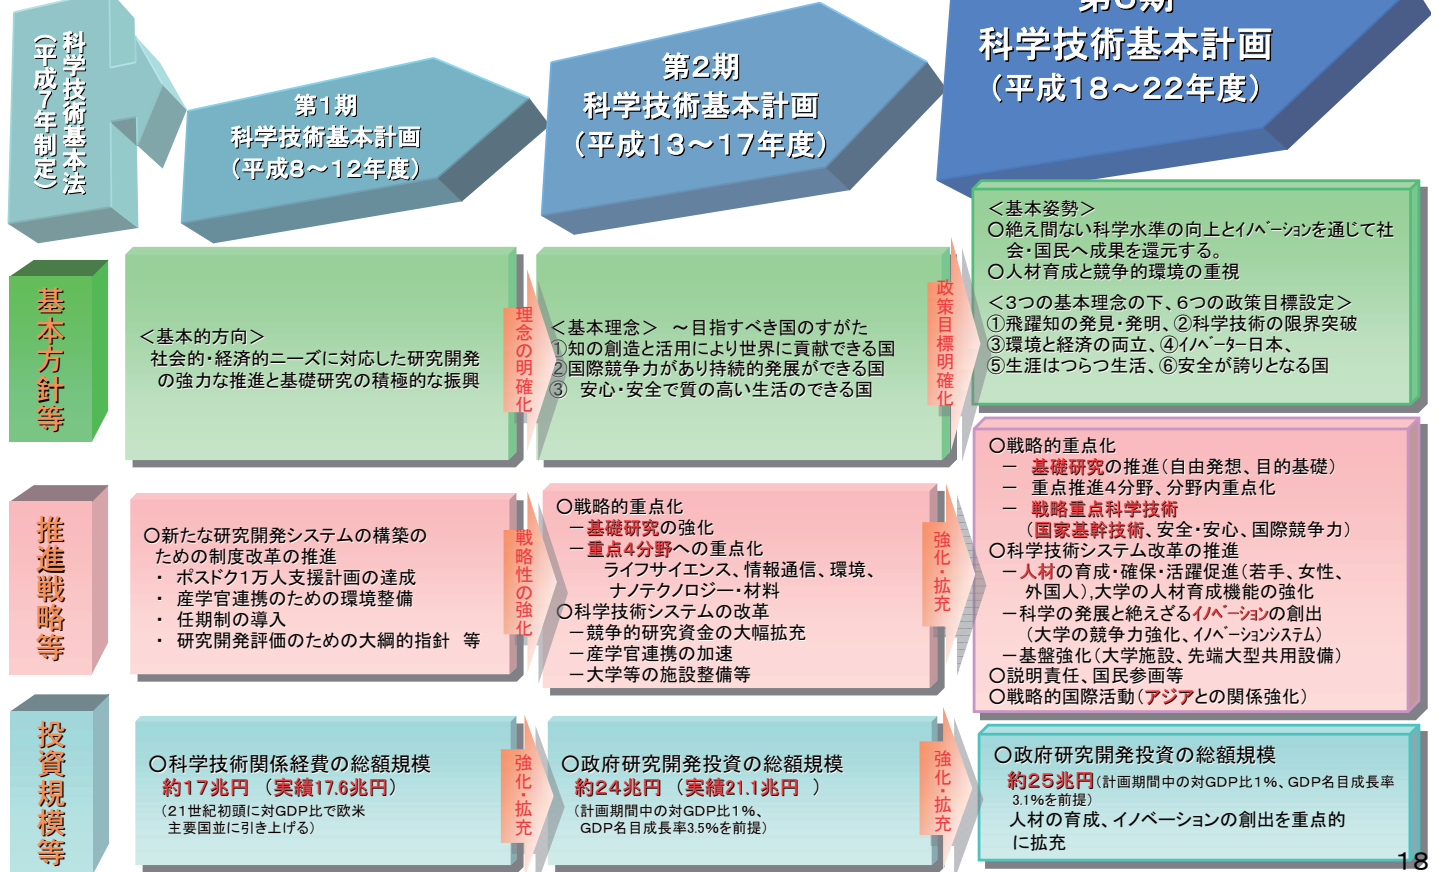 科学技術基本法
（平成７年制定）
第１期
科学技術基本計画
（平成８～１２年度）
第２期
科学技術基本計画
（平成１３～１７年度）
科学技術基本計画
（平成１８～２２年度）
基本方針等
＜基本的方向＞
社会的・経済的ニーズに対応した研究開発
の強力な推進と基礎研究の積極的な振興
理念の明確化
＜基本理念＞　～目指すべき国のすがた
①知の創造と活用により世界に貢献できる国
②国際競争力があり持続的発展ができる国
③　安心・安全で質の高い生活のできる国
政策目標明確化
＜基本姿勢＞
○絶え間ない科学水準の向上とｲﾉﾍﾞｰｼｮﾝを通じて社
会・国民へ成果を還元する。
○人材育成と競争的環境の重視
＜３つの基本理念の下、６つの政策目標設定＞
①飛躍知の発見・発明、②科学技術の限界突破
③環境と経済の両立、④ｲﾉﾍﾞｰﾀｰ日本、
⑤生涯はつらつ生活、⑥安全が誇りとなる国
推進戦略等
○新たな研究開発システムの構築の
ための制度改革の推進
・　ポスドク１万人支援計画の達成
・　産学官連携のための環境整備
・　任期制の導入
・　研究開発評価のための大綱的指針　等
戦略性の強化
○戦略的重点化
－基礎研究の強化
－重点４分野への重点化
ライフサイエンス、情報通信、環境、
ナノテクノロジー・材料
○科学技術システムの改革
－競争的研究資金の大幅拡充
－産学官連携の加速
－大学等の施設整備等
強化・拡充
○戦略的重点化
－　基礎研究の推進（自由発想、目的基礎）
－　重点推進４分野、分野内重点化
－　戦略重点科学技術
（国家基幹技術、安全・安心、国際競争力）
○科学技術システム改革の推進
－人材の育成・確保・活躍促進（若手、女性、
外国人）,大学の人材育成機能の強化
－科学の発展と絶えざるｲﾉﾍﾞｰｼｮﾝの創出
（大学の競争力強化、ｲﾉﾍﾞｰｼｮﾝｼｽﾃﾑ）
－基盤強化（大学施設、先端大型共用設備）
○説明責任、国民参画等
○戦略的国際活動（アジアとの関係強化）
投資規模等
○科学技術関係経費の総額規模
約１７兆円　（実績17.6兆円）
（２１世紀初頭に対GDP比で欧米
主要国並に引き上げる）
強化・拡充
○政府研究開発投資の総額規模
約２４兆円　（実績21.1兆円　）
（計画期間中の対GDP比１％、
GDP名目成長率3.5％を前提）
強化・拡充
○政府研究開発投資の総額規模
約２５兆円（計画期間中の対GDP比１％、GDP名目成長率
3.1％を前提）
人材の育成、イノベーションの創出を重点的
に拡充
18